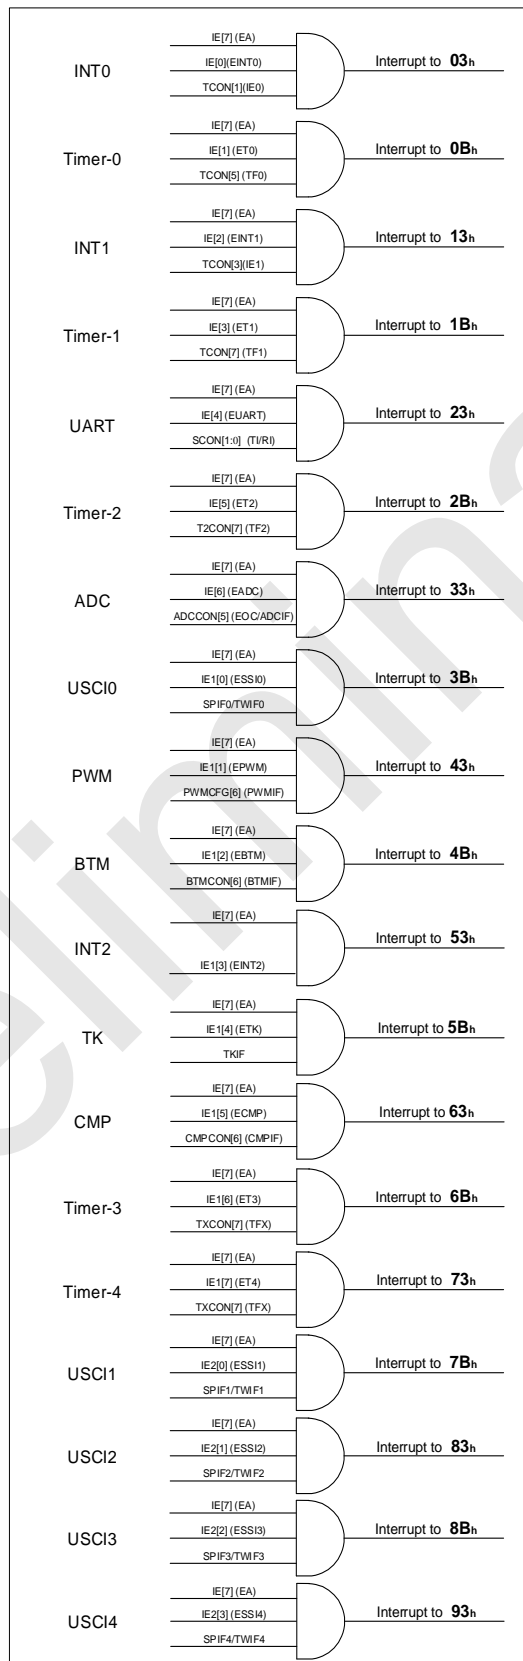 IE[7] (EA)
INT0
IE[0](EINT0)
Interrupt to 03h
TCON[1](IE0)
IE[7] (EA)
Timer-0
IE[1] (ET0)
Interrupt to 0Bh
TCON[5] (TF0)
IE[7] (EA)
INT1
IE[2] (EINT1)
Interrupt to 13h
TCON[3](IE1)
IE[7] (EA)
Timer-1
IE[3] (ET1)
Interrupt to 1Bh
TCON[7] (TF1)
IE[7] (EA)
UART
IE[4] (EUART)
Interrupt to 23h
SCON[1:0] (TI/RI)
IE[7] (EA)
Timer-2
IE[5] (ET2)
Interrupt to 2Bh
T2CON[7] (TF2)
IE[7] (EA)
ADC
IE[6] (EADC)
Interrupt to 33h
ADCCON[5] (EOC/ADCIF)
IE[7] (EA)
USCI0
IE1[0] (ESSI0)
Interrupt to 3Bh
SPIF0/TWIF0
IE[7] (EA)
PWM
IE1[1] (EPWM)
Interrupt to 43h
PWMCFG[6] (PWMIF)
IE[7] (EA)
BTM
IE1[2] (EBTM)
Interrupt to 4Bh
BTMCON[6] (BTMIF)
IE[7] (EA)
INT2
Interrupt to 53h
IE1[3] (EINT2)
IE[7] (EA)
TK
IE1[4] (ETK)
Interrupt to 5Bh
TKIF
IE[7] (EA)
CMP
IE1[5] (ECMP)
Interrupt to 63h
CMPCON[6] (CMPIF)
IE[7] (EA)
Timer-3
IE1[6] (ET3)
Interrupt to 6Bh
TXCON[7] (TFX)
IE[7] (EA)
Timer-4
IE1[7] (ET4)
Interrupt to 73h
TXCON[7] (TFX)
IE[7] (EA)
USCI1
IE2[0] (ESSI1)
Interrupt to 7Bh
SPIF1/TWIF1
IE[7] (EA)
USCI2
IE2[1] (ESSI2)
Interrupt to 83h
SPIF2/TWIF2
IE[7] (EA)
USCI3
IE2[2] (ESSI3)
Interrupt to 8Bh
SPIF3/TWIF3
IE[7] (EA)
USCI4
IE2[3] (ESSI4)
Interrupt to 93h
SPIF4/TWIF4
elimina